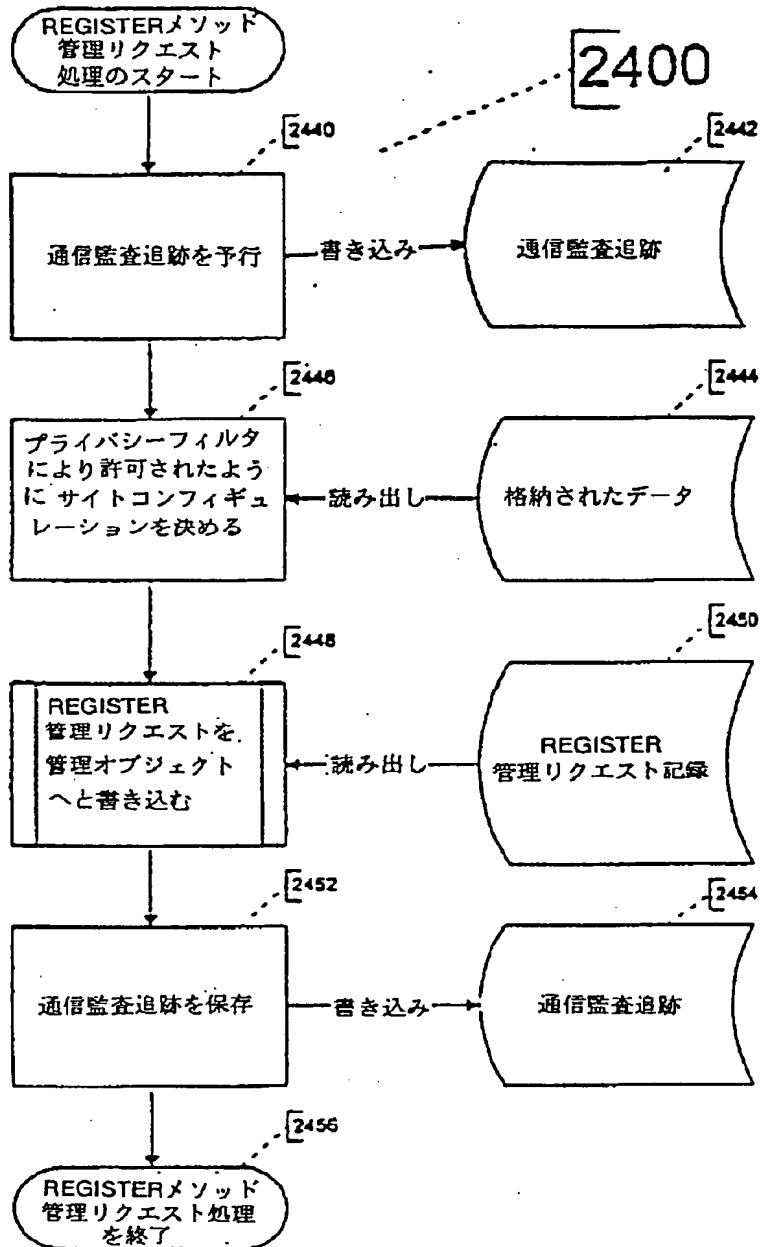 REGISTERメソッド
管理リクエスト
処理のスタート
2400
2440
2442
通信監査追跡を予行
書き込み
通信監査追跡
2446
2444
プライバシーフィルタ
により許可されたよう
に サイトコンフィギュ
レーションを決める
読み出し
格納されたデータ
2448
2450
REGISTER
管理リクエストを
管理オブジェクト
へと書き込む
読み出し
REGISTER
管理リクエスト記録
2452
2454
通信監査追跡を保存
書き込み
通信監査追跡
2456
REGISTERメソッド
管理リクエスト処理
を終了